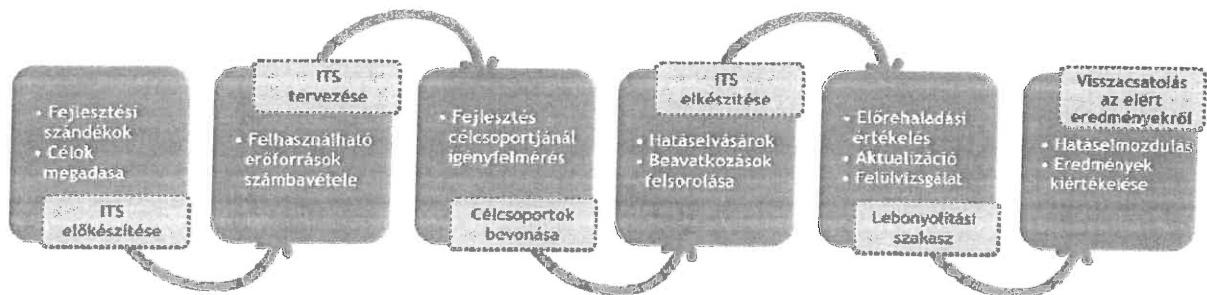 • Fejlesztési
szándékok
• Célok
megadása
ITS
előkészítése
ITS
tervezése
• Felhasználható
erőforrások
számbavétele
• Fejlesztés
célcsoportjánál
igényfelmérés
Célcsoportok
bevonása
ITS
elkészítése
• Hatáselvásárok
• Beavatkozások
felsorolása
• Előrehaladási
értékelés
• Aktualizáció
• Felülvizsgálat
Lebonyolítási
szakasz
Visszacsatolás
az elért
eredményekről
• Hatáselmozdulás
• Eredmények
kiértékelése